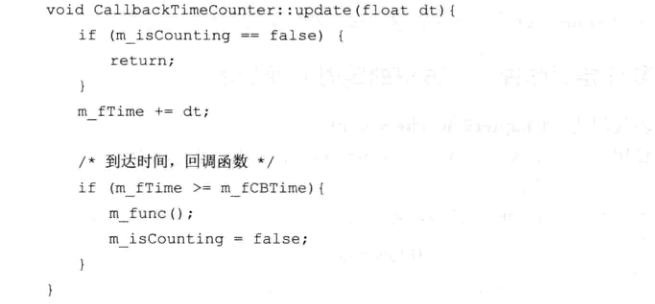 void CallbackTimeCounter::update(float dt){
if (m_isCounting == false) {
return;
}
m_fTime += dt;
/* 到达时间，回调函数 */
if (m_fTime >= m_fCBTime){
m_func();
m_isCounting = false;
}
}